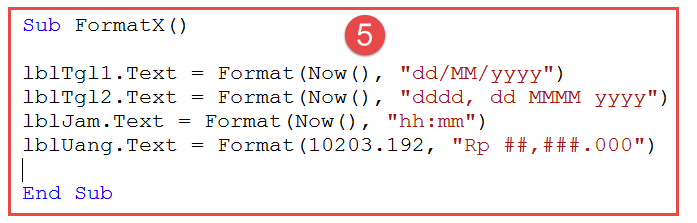 Sub FormatX()
5
lblTgl1.Text = Format(Now(), "dd/MM/yyyy")
lblTgl2.Text = Format(Now(), "dddd, dd MMMM yyyy")
lblJam.Text = Format(Now(), "hh:mm")
lblUang.Text = Format(10203.192, "Rp ##,###.000")
End Sub